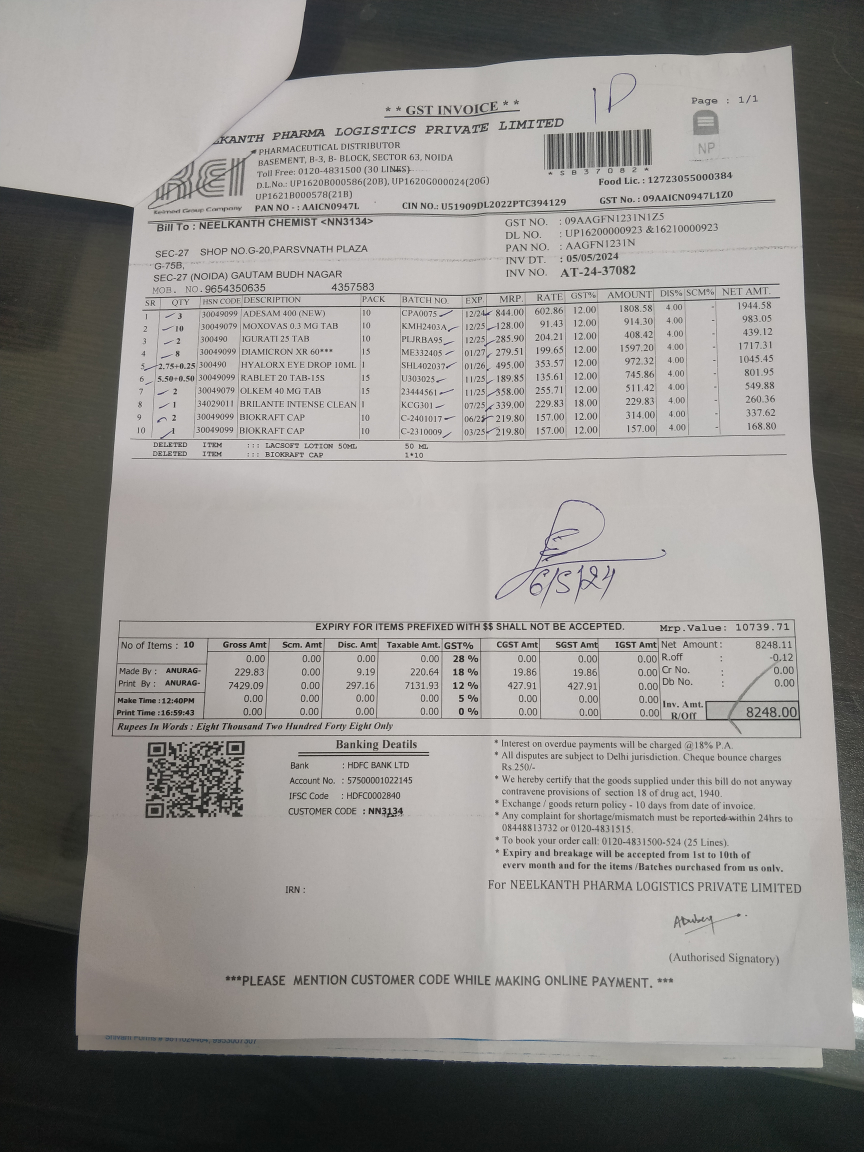 ** GST INVOICE **
1D
Page : 1/1
LKANTH PHARMA LOGISTICS PRIVATE LIMITED
PHARMACEUTICAL DISTRIBUTOR
BASEMENT, B-3, B- BLOCK, SECTOR 63, NOIDA
Toll Free: 0120-4831500 (30 LINES)
D.L.No.: UP1620B000586(20B), UP1620G000024(20G)
UP1621B000578(21B)
PAN NO - : AAICN0947L
CIN NO.: U51909DL2022PTC394129
*SB37082*
NP
Food Lic. : 12723055000384
GST No. : 09AAICN0947L1Z0
REI
Group Company
Bill To : NEELKANTH CHEMIST <NN3134>
SEC-27 SHOP NO.G-20,PARSVNATH PLAZA
G-75B,
SEC-27 (NOIDA) GAUTAM BUDH NAGAR
MOB. NO.9654350635 4357583
GST NO. : 09AAGFN1231N1Z5
DL NO. : UP16200000923 &16210000923
PAN NO. : AAGFN1231N
INV DT. : 05/05/2024
INV NO. AT-24-37082
SR QTY HSN CODE DESCRIPTION PACK BATCH NO. EXP. MRP. RATE GST% AMOUNT DIS% SCM% NET AMT.
1 3 30049099 ADESAM 400 (NEW) 10 CPA0075 12/24 844.00 602.86 12.00 1808.58 4.00 - 1944.58
2 10 30049079 MOXOVAS 0.3 MG TAB 10 KMH2403A 12/25 128.00 91.43 12.00 914.30 4.00 - 983.05
3 2 30049099 IGURATI 25 TAB 10 PLJRBA95 12/25 285.90 204.21 12.00 408.42 4.00 - 439.12
4 8 30049099 DIAMICRON XR 60*** 15 ME332405 01/27 279.51 199.65 12.00 1597.20 4.00 - 1717.31
5 2.75+0.25 300490 HYALORX EYE DROP 10ML 1 SHL402037 01/26 495.00 353.57 12.00 972.32 4.00 - 1045.45
6 5.50+0.50 30049099 RABLET 20 TAB-15S 15 U303025 11/25 189.85 135.61 12.00 745.86 4.00 - 801.95
7 2 30049079 OLKEM 40 MG TAB 15 23444561 11/25 358.00 255.71 12.00 511.42 4.00 - 549.88
8 1 34029011 BRILANTE INTENSE CLEAN 1 KCG301 07/25 339.00 229.83 18.00 229.83 4.00 - 260.36
9 2 30049099 BIOKRAFT CAP 10 C-2401017 06/25 219.80 157.00 12.00 314.00 4.00 - 337.62
10 1 30049099 BIOKRAFT CAP 10 C-2310009 03/25 219.80 157.00 12.00 157.00 4.00 - 168.80
DELETED ITEM ::: LACSOFT LOTION 50ML 50 ML
DELETED ITEM ::: BIOKRAFT CAP 1*10
6/5/24
EXPIRY FOR ITEMS PREFIXED WITH $$ SHALL NOT BE ACCEPTED. Mrp.Value: 10739.71
No of Items : 10 Gross Amt Scm. Amt Disc. Amt Taxable Amt. GST% CGST Amt SGST Amt IGST Amt
0.00 0.00 0.00 0.00 28 % 0.00 0.00 0.00
Made By : ANURAG- 229.83 0.00 9.19 220.64 18 % 19.86 19.86 0.00
Print By : ANURAG- 7429.09 0.00 297.16 7131.93 12 % 427.91 427.91 0.00
Make Time :12:40PM 0.00 0.00 0.00 0.00 5 % 0.00 0.00 0.00
Print Time :16:59:43 0.00 0.00 0.00 0.00 0 % 0.00 0.00 0.00
Net Amount: 8248.11
R.off : -0.12
Cr No. : 0.00
Db No. : 0.00
Inv. Amt. R/Off 8248.00
Rupees In Words : Eight Thousand Two Hundred Forty Eight Only
Banking Deatils
Bank : HDFC BANK LTD
Account No. : 57500001022145
IFSC Code : HDFC0002840
CUSTOMER CODE : NN3134
* Interest on overdue payments will be charged @18% P.A.
* All disputes are subject to Delhi jurisdiction. Cheque bounce charges
Rs.250/-
* We hereby certify that the goods supplied under this bill do not anyway
contravene provisions of section 18 of drug act, 1940.
* Exchange / goods return policy - 10 days from date of invoice.
* Any complaint for shortage/mismatch must be reported within 24hrs to
08448813732 or 0120-4831515.
* To book your order call: 0120-4831500-524 (25 Lines).
* Expiry and breakage will be accepted from 1st to 10th of
every month and for the items /Batches purchased from us only.
IRN :
For NEELKANTH PHARMA LOGISTICS PRIVATE LIMITED
(Authorised Signatory)
***PLEASE MENTION CUSTOMER CODE WHILE MAKING ONLINE PAYMENT. ***